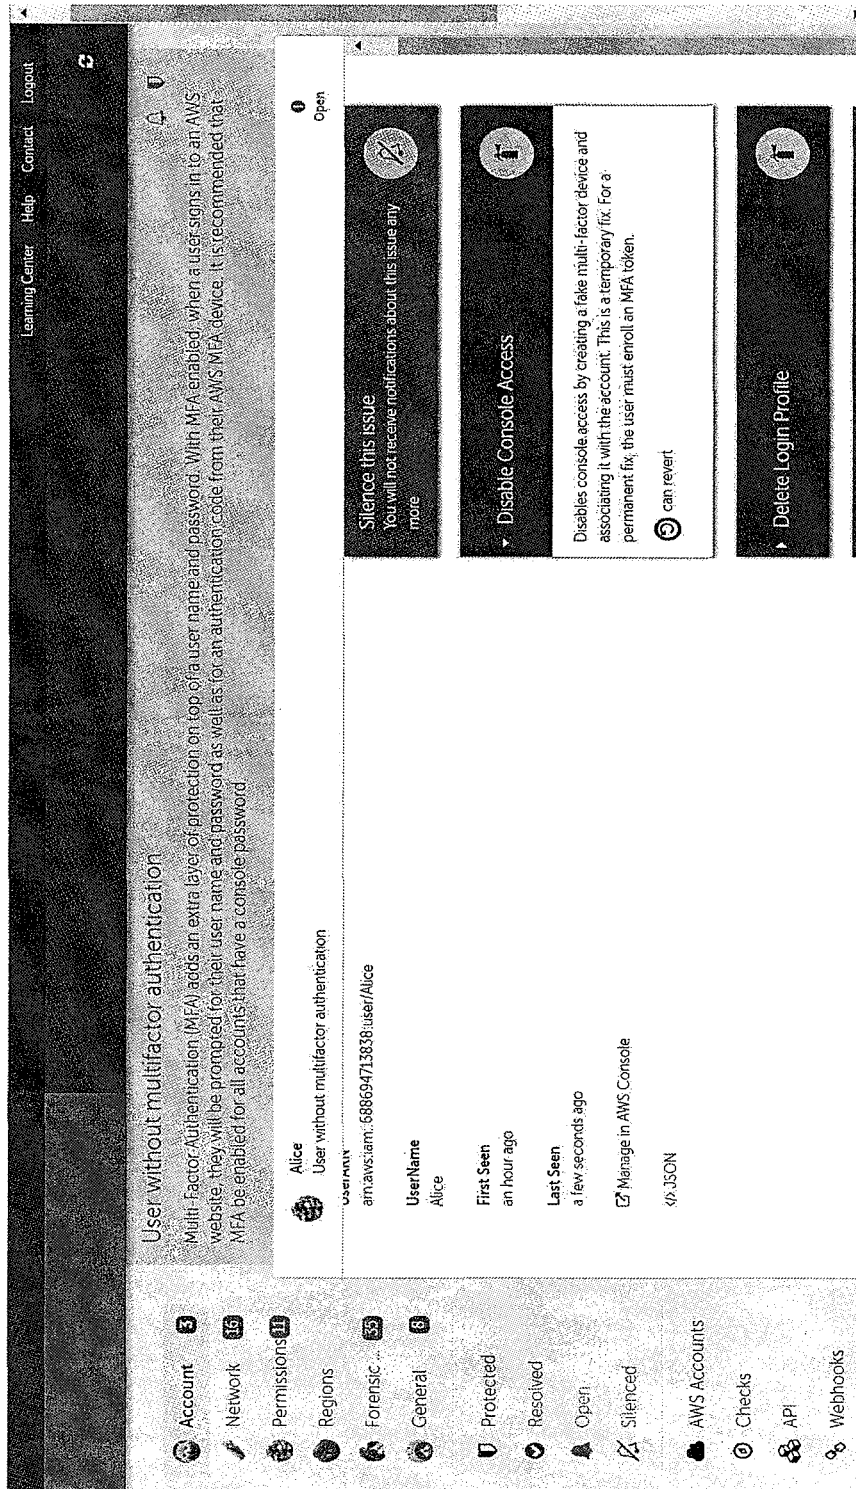 Learning Center Help Contact Logout
Account 3
Network 16
Permissions 11
Regions
Forensic ... 35
General 8
Protected
Resolved
Open
Silenced
AWS Accounts
Checks
API
Webhooks
User without multifactor authentication
Multi-Factor Authentication (MFA) adds an extra layer of protection on top of a user name and password. With MFA enabled, when a user signs in to an AWS
website, they will be prompted for their user name and password as well as for an authentication code from their AWS MFA device. It is recommended that
MFA be enabled for all accounts that have a console password
Alice
User without multifactor authentication
Open
UserARN
arn:aws:iam::688694713838:user/Alice
UserName
Alice
First Seen
an hour ago
Last Seen
a few seconds ago
Manage in AWS Console
</> JSON
Silence this issue
You will not receive notifications about this issue any
more
Disable Console Access
Disables console access by creating a fake multi-factor device and
associating it with the account. This is a temporary fix. For a
permanent fix, the user must enroll an MFA token.
can revert
Delete Login Profile